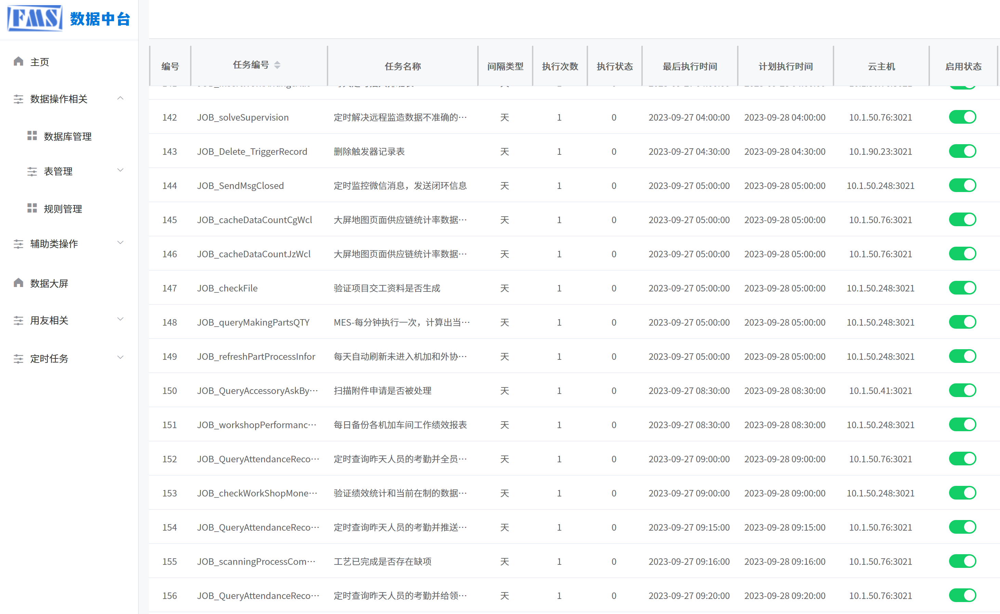 FMS 数据中台
主页
数据操作相关
数据库管理
表管理
规则管理
辅助类操作
数据大屏
用友相关
定时任务
编号 任务编号 任务名称 间隔类型 执行次数 执行状态 最后执行时间 计划执行时间 云主机 启用状态
142 JOB_solveSupervision 定时解决远程监造数据不准确的… 天 1 0 2023-09-27 04:00:00 2023-09-28 04:00:00 10.1.50.76:3021
143 JOB_Delete_TriggerRecord 删除触发器记录表 天 1 0 2023-09-27 04:30:00 2023-09-28 04:30:00 10.1.90.23:3021
144 JOB_SendMsgClosed 定时监控微信消息，发送闭环信息 天 1 0 2023-09-27 05:00:00 2023-09-28 05:00:00 10.1.50.248:3021
145 JOB_cacheDataCountCgWcl 大屏地图页面供应链统计率数据… 天 1 0 2023-09-27 05:00:00 2023-09-28 05:00:00 10.1.50.76:3021
146 JOB_cacheDataCountJzWcl 大屏地图页面供应链统计率数据… 天 1 0 2023-09-27 05:00:00 2023-09-28 05:00:00 10.1.50.76:3021
147 JOB_checkFile 验证项目交工资料是否生成 天 1 0 2023-09-27 05:00:00 2023-09-28 05:00:00 10.1.50.248:3021
148 JOB_queryMakingPartsQTY MES-每分钟执行一次，计算出当… 天 1 0 2023-09-27 05:00:00 2023-09-28 05:00:00 10.1.50.248:3021
149 JOB_refreshPartProcessInfor 每天自动刷新未进入机加和外协… 天 1 0 2023-09-27 05:00:00 2023-09-28 05:00:00 10.1.50.248:3021
150 JOB_QueryAccessoryAskBy… 扫描附件申请是否被处理 天 1 0 2023-09-27 08:30:00 2023-09-28 08:30:00 10.1.50.41:3021
151 JOB_workshopPerformanc… 每日备份各机加车间工作绩效报表 天 1 0 2023-09-27 08:30:00 2023-09-28 08:30:00 10.1.50.248:3021
152 JOB_QueryAttendanceReco… 定时查询昨天人员的考勤并全员… 天 1 0 2023-09-27 09:00:00 2023-09-28 09:00:00 10.1.50.76:3021
153 JOB_checkWorkShopMone… 验证绩效统计和当前在制的数据… 天 1 0 2023-09-27 09:00:00 2023-09-28 09:00:00 10.1.50.248:3021
154 JOB_QueryAttendanceReco… 定时查询昨天人员的考勤并推送… 天 1 0 2023-09-27 09:15:00 2023-09-28 09:15:00 10.1.50.76:3021
155 JOB_scanningProcessCom… 工艺已完成是否存在缺项 天 1 0 2023-09-27 09:16:00 2023-09-28 09:16:00 10.1.50.76:3021
156 JOB_QueryAttendanceReco… 定时查询昨天人员的考勤并给领… 天 1 0 2023-09-27 09:20:00 2023-09-28 09:20:00 10.1.50.76:3021